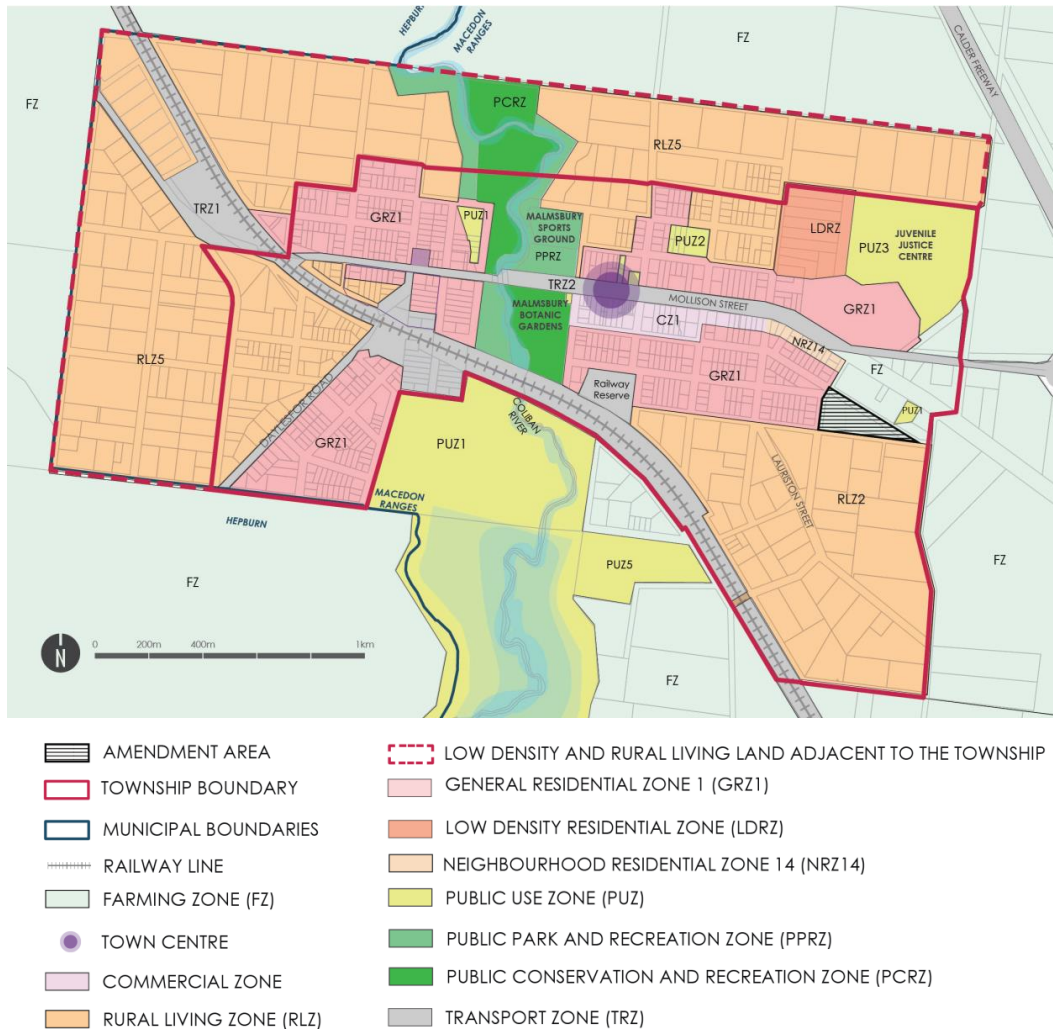 HEPBURN
MACEDON
RANGES
FZ
CALDER FREEWAY
FZ
PCRZ
RLZ5
TRZ1
GRZ1
PUZ1
MALMSBURY
SPORTS
GROUND
PPRZ
PUZ2
LDRZ
PUZ3
JUVENILE
JUSTICE
CENTRE
TRZ2
MOLLISON STREET
GRZ1
MALMSBURY
BOTANIC
GARDENS
CZ1
NRZ14
FZ
RLZ5
GRZ1
Railway
Reserve
PUZ1
DAYLESFOR ROAD
COLIBAN
RIVER
GRZ1
PUZ1
LAURISTON STREET
RLZ2
MACEDON
RANGES
HEPBURN
FZ
PUZ5
FZ
FZ
N
0 200m 400m 1km
AMENDMENT AREA
TOWNSHIP BOUNDARY
MUNICIPAL BOUNDARIES
RAILWAY LINE
FARMING ZONE (FZ)
TOWN CENTRE
COMMERCIAL ZONE
RURAL LIVING ZONE (RLZ)
LOW DENSITY AND RURAL LIVING LAND ADJACENT TO THE TOWNSHIP
GENERAL RESIDENTIAL ZONE 1 (GRZ1)
LOW DENSITY RESIDENTIAL ZONE (LDRZ)
NEIGHBOURHOOD RESIDENTIAL ZONE 14 (NRZ14)
PUBLIC USE ZONE (PUZ)
PUBLIC PARK AND RECREATION ZONE (PPRZ)
PUBLIC CONSERVATION AND RECREATION ZONE (PCRZ)
TRANSPORT ZONE (TRZ)